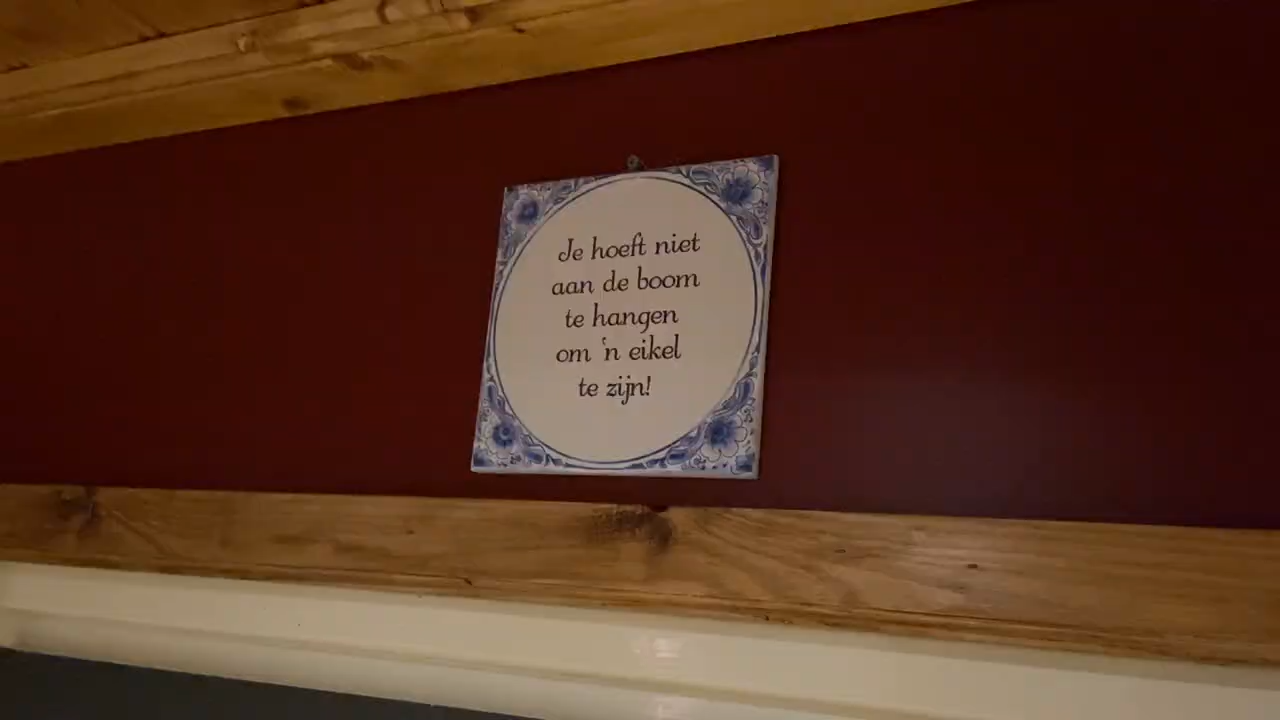 Je hoeft niet
aan de boom
te hangen
om 'n eikel
te zijn!